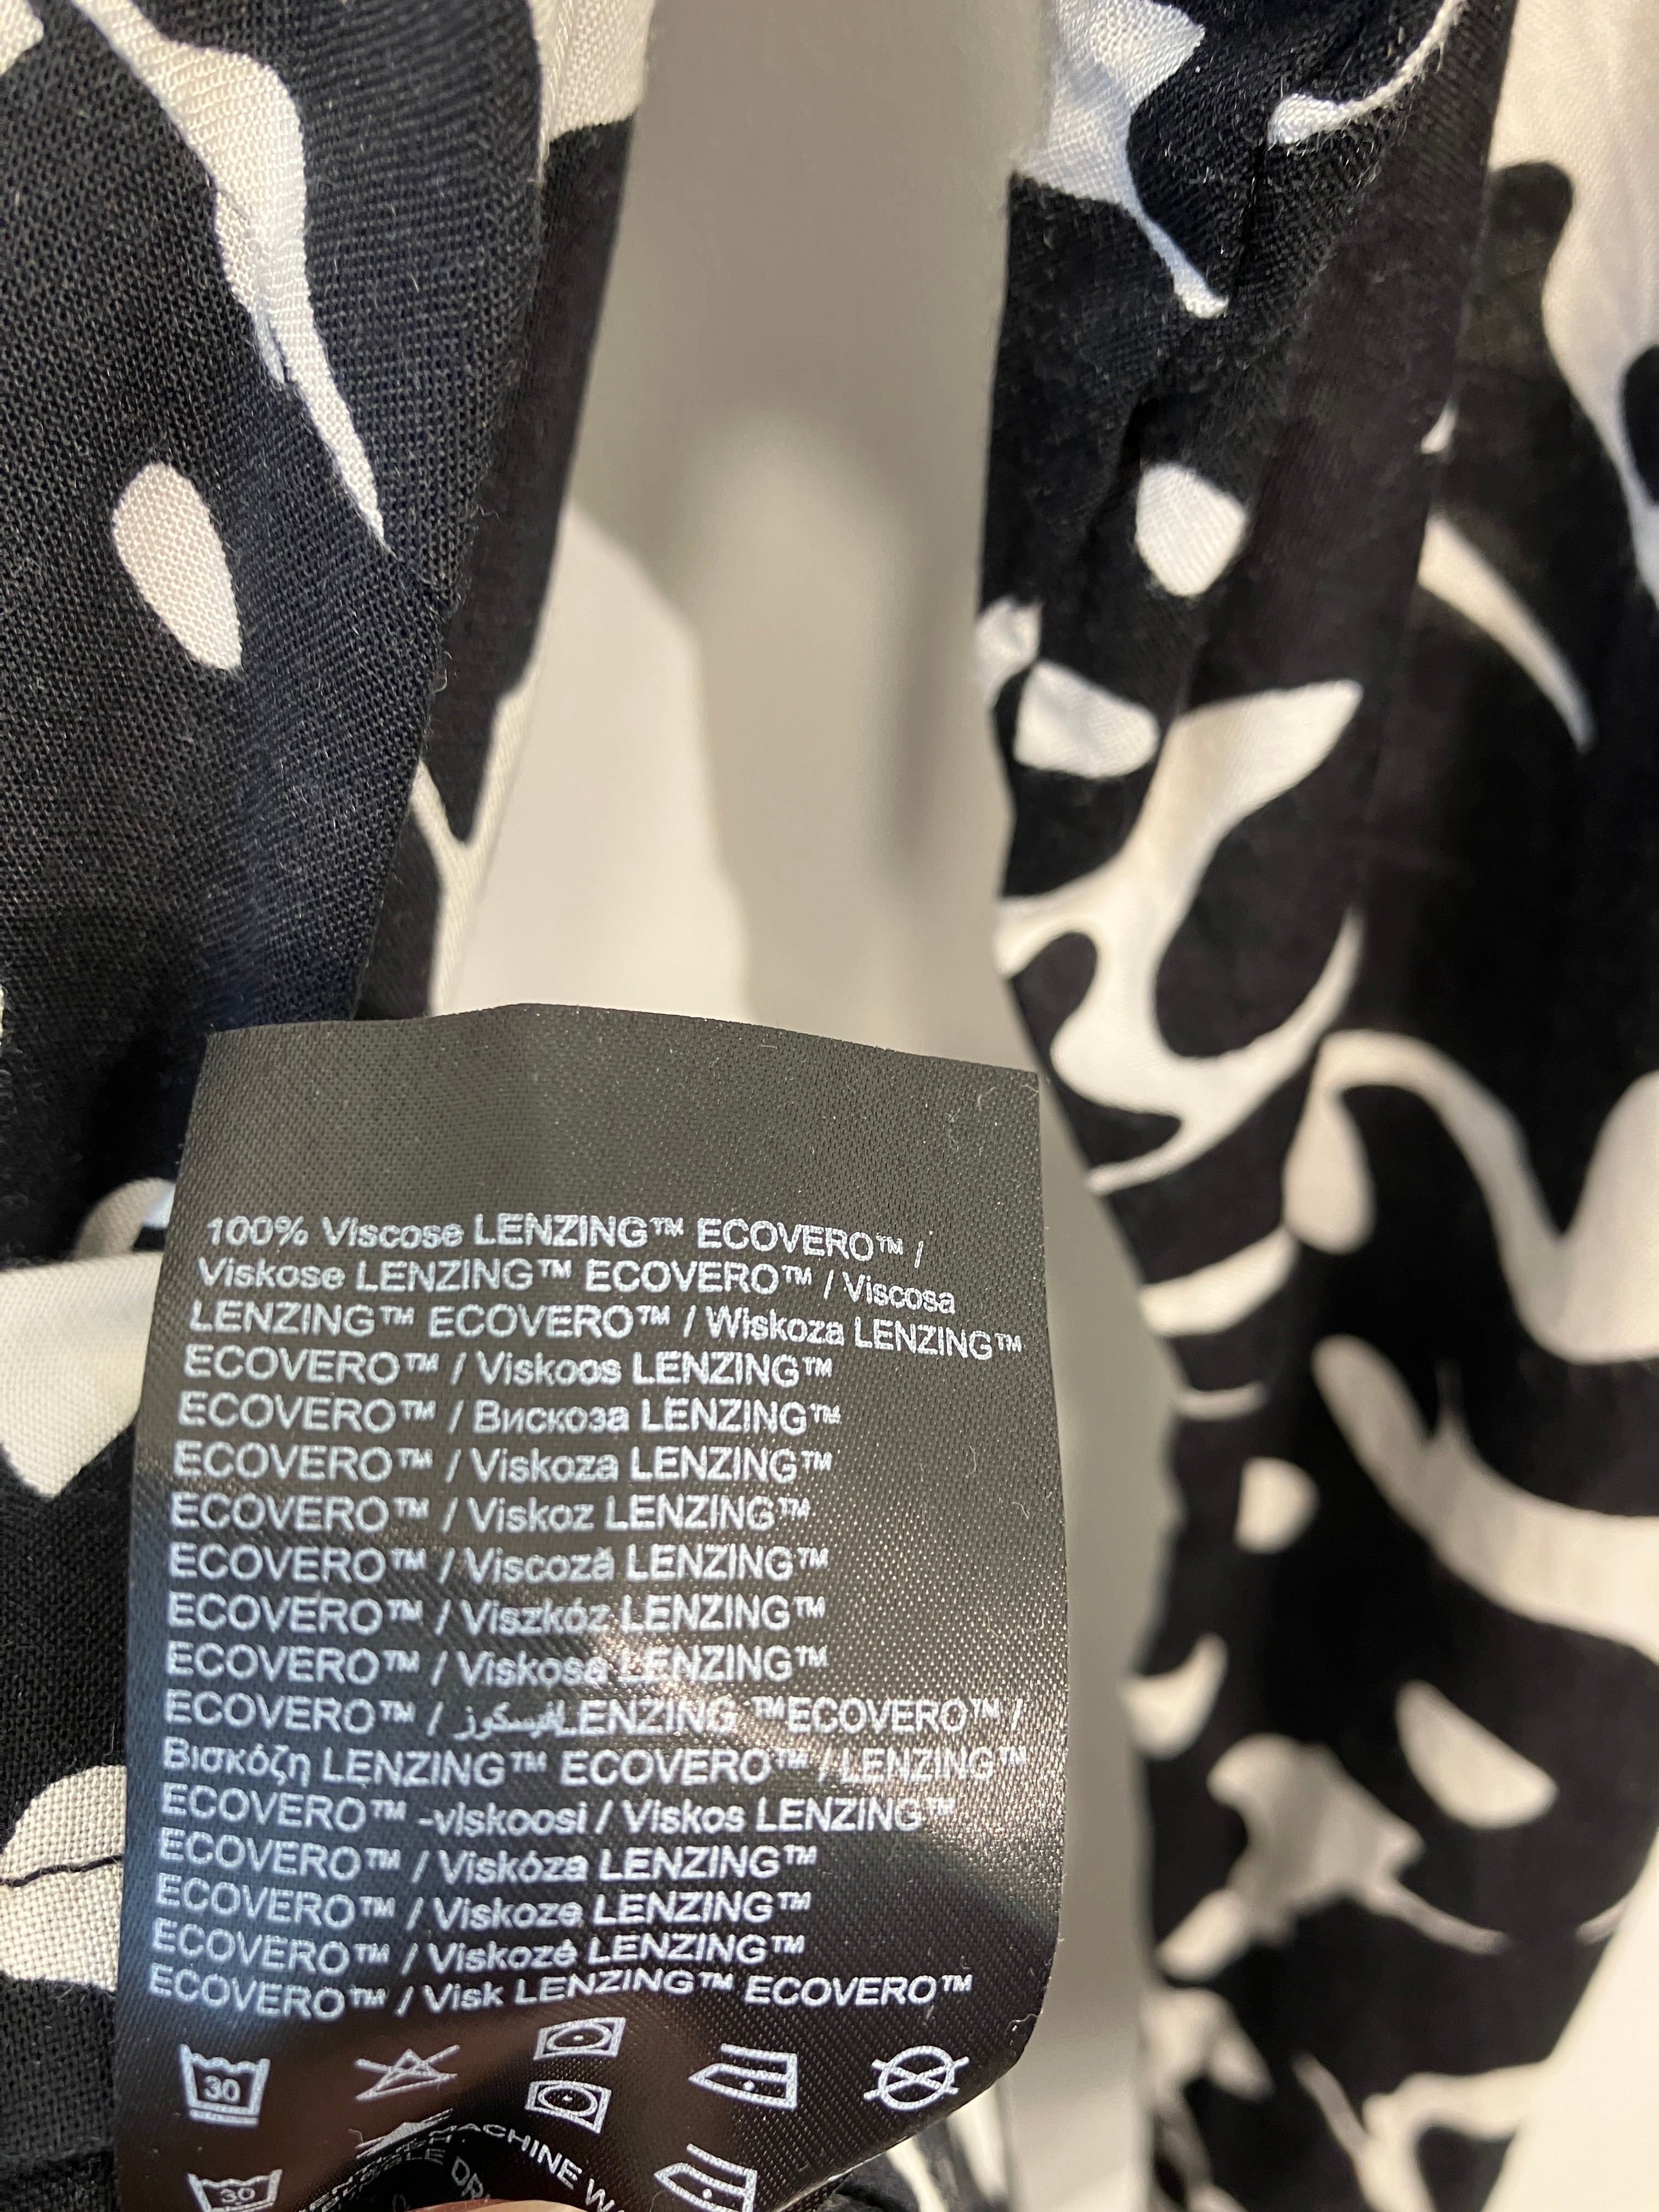 100% Viscose LENZING™ ECOVERO™ /
Viskose LENZING™ ECOVERO™ / Viscosa
LENZING™ ECOVERO™ / Wiskoza LENZING™
ECOVERO™ / Viskoos LENZING™
ECOVERO™ / Вискоза LENZING™
ECOVERO™ / Viskoza LENZING™
ECOVERO™ / Viskoz LENZING™
ECOVERO™ / Viscoză LENZING™
ECOVERO™ / Viszkóz LENZING™
ECOVERO™ / Viskosa LENZING™
ECOVERO™ / ڤيسكوز LENZING ™ECOVERO™ /
Βισκόζη LENZING™ ECOVERO™ / LENZING™
ECOVERO™ -viskoosi / Viskos LENZING™
ECOVERO™ / Viskóza LENZING™
ECOVERO™ / Viskoze LENZING™
ECOVERO™ / Viskozė LENZING™
ECOVERO™ / Visk LENZING™ ECOVERO™
30
MACHINE
30